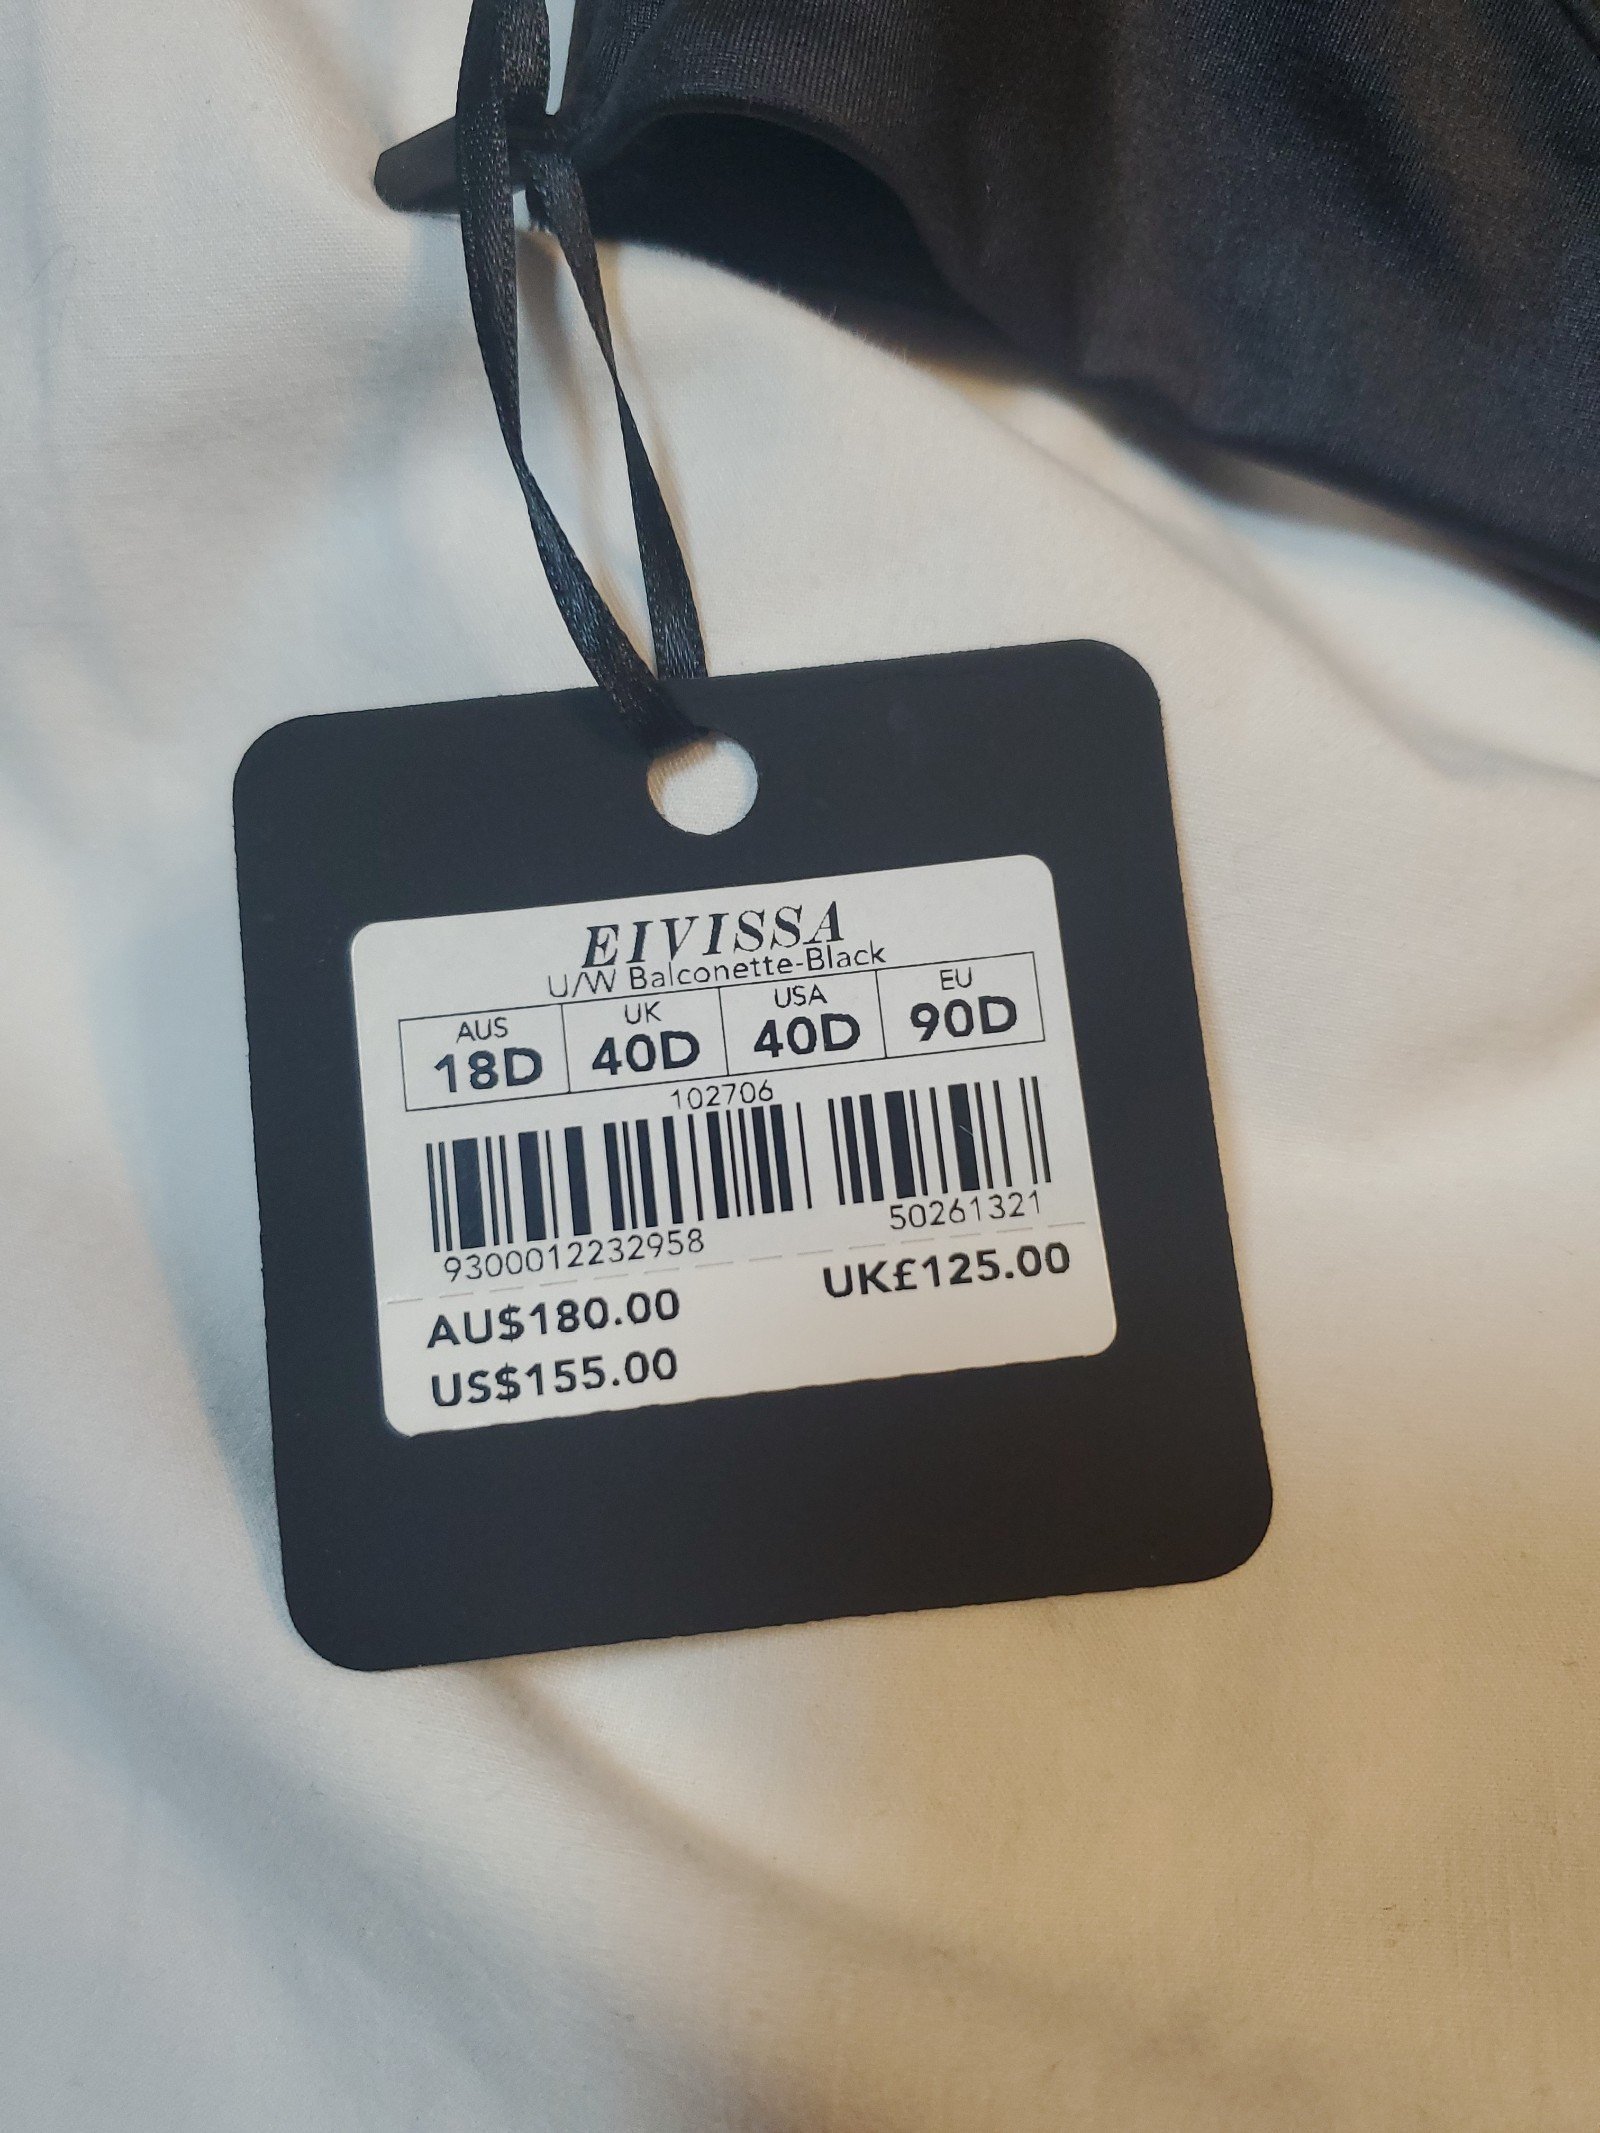 EIVISSA
U/W Balconette-Black
AUS UK USA EU
18D 40D 40D 90D
102706
9300012232958 50261321
AU$180.00 UK£125.00
US$155.00